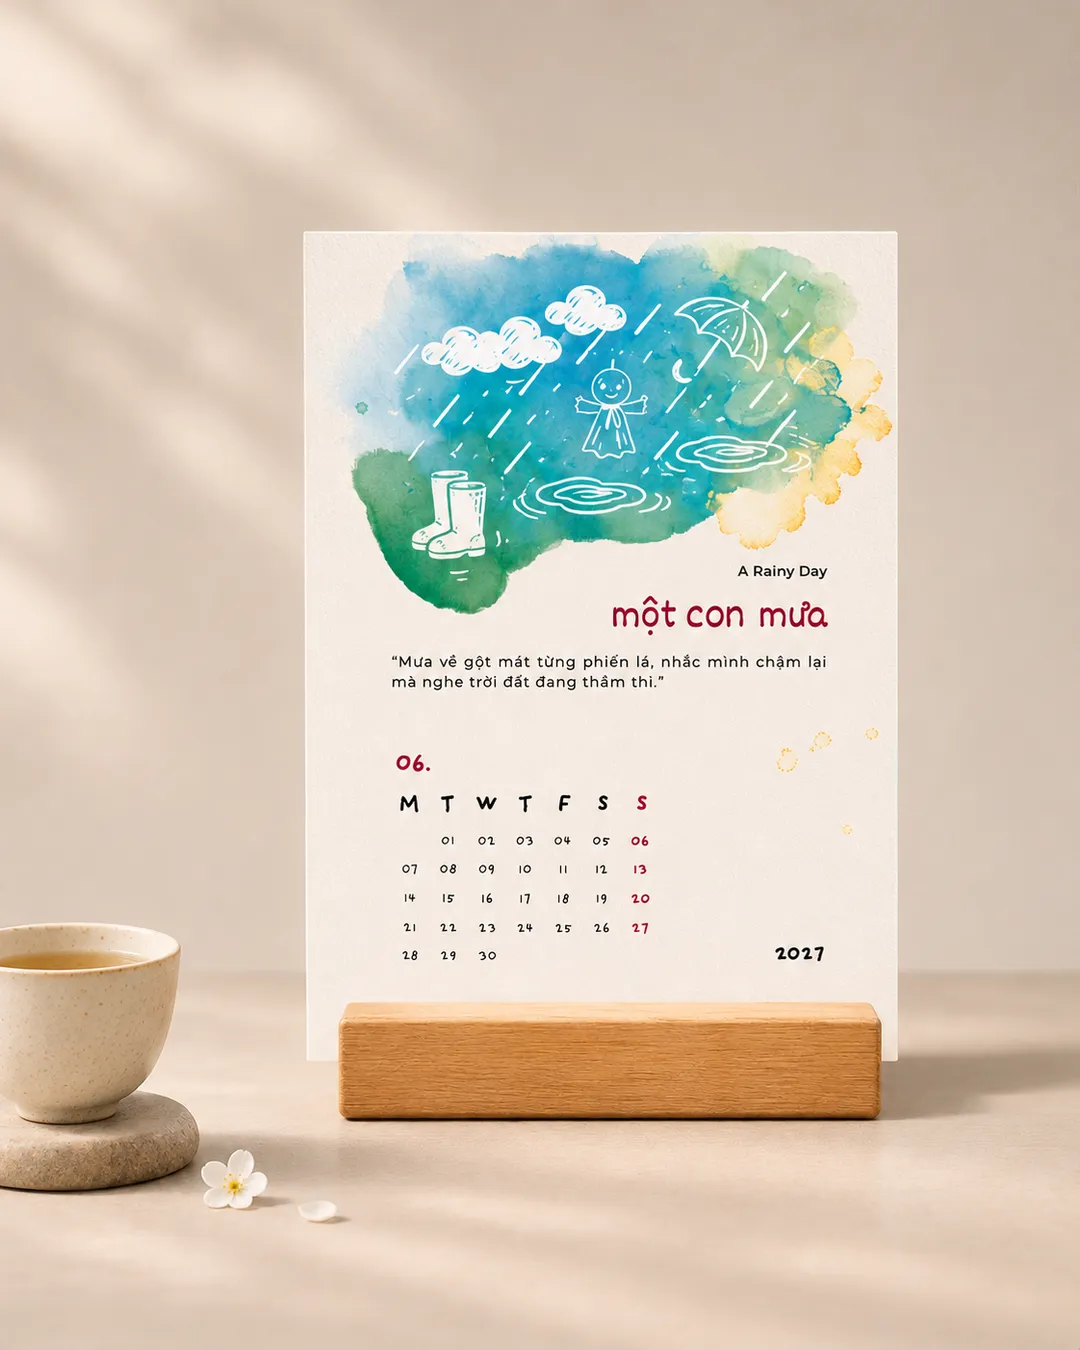 A Rainy Day
một con mưa
“Mưa về gột mát từng phiến lá, nhắc mình chậm lại
mà nghe trời đất đang thầm thì.”
06.
M T W T F S S
01 02 03 04 05 06
07 08 09 10 11 12 13
14 15 16 17 18 19 20
21 22 23 24 25 26 27
28 29 30
2027